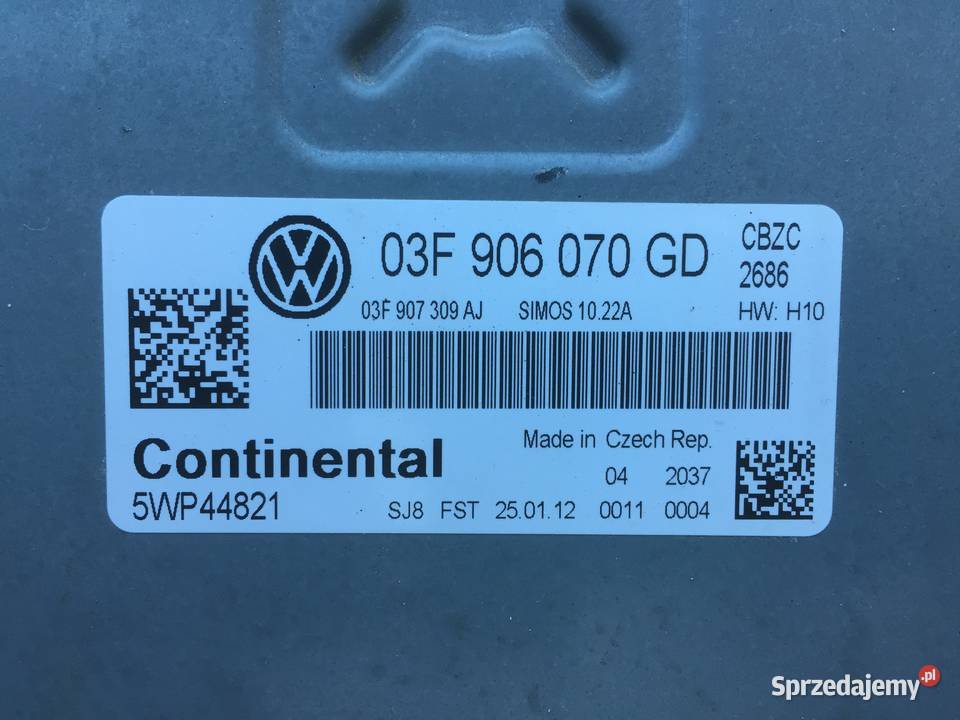 03F 906 070 GD
CBZC
2686
03F 907 309 AJ SIMOS 10.22A HW: H10
Continental
Made in Czech Rep.
04 2037
5WP44821
SJ8 FST 25.01.12 0011 0004
Sprzedajemy.pl